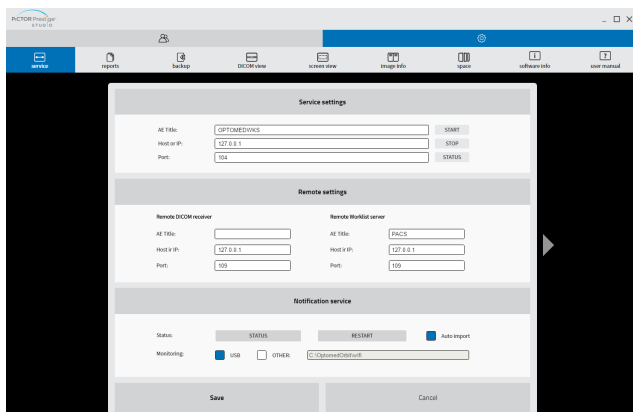 PiCTOR Prestige
STUDIO
service reports backup DICOM view screen view image info space software info user manual
Service settings
AE Title: OPTOMEDWKS START
Host or IP: 127.0.0.1 STOP
Port: 104 STATUS
Remote settings
Remote DICOM receiver Remote Worklist server
AE Title: AE Title: PACS
Host ir IP: 127.0.0.1 Host ir IP: 127.0.0.1
Port: 109 Port: 109
Notification service
Status: STATUS RESTART Auto import
Monitoring: USB OTHER: C:\OptomedOrbit\wifi
Save Cancel